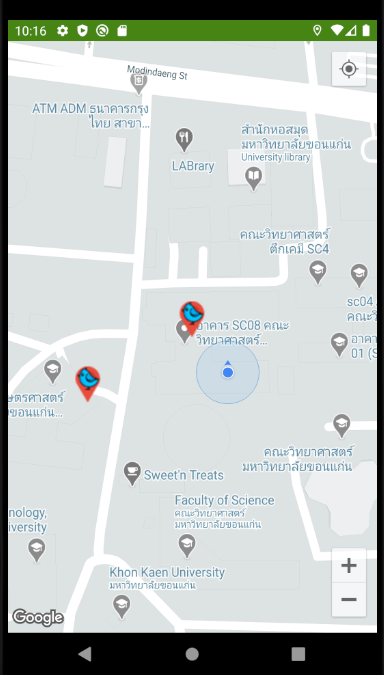 10:16
Modindaeng St
ATM ADM ธนาคารกรุง
ไทย สาขา...
สำนักหอสมุด
มหาวิทยาลัยขอนแก่น
University library
LABrary
คณะวิทยาศาสตร์
ตึกเคมี SC4
sc04
คณะวิ
อาคาร SC08 คณะ
วิทยาศาสตร์...
อาคา
01 (S
ษตรศาสตร์
ขอนแก่น...
คณะวิทยาศาสตร์
มหาวิทยาลัยขอนแก่น
Sweet'n Treats
Faculty of Science
คณะวิทยาศาสตร์
มหาวิทยาลัยขอนแก่น
nology,
iversity
Khon Kaen University
มหาวิทยาลัยขอนแก่น
Google